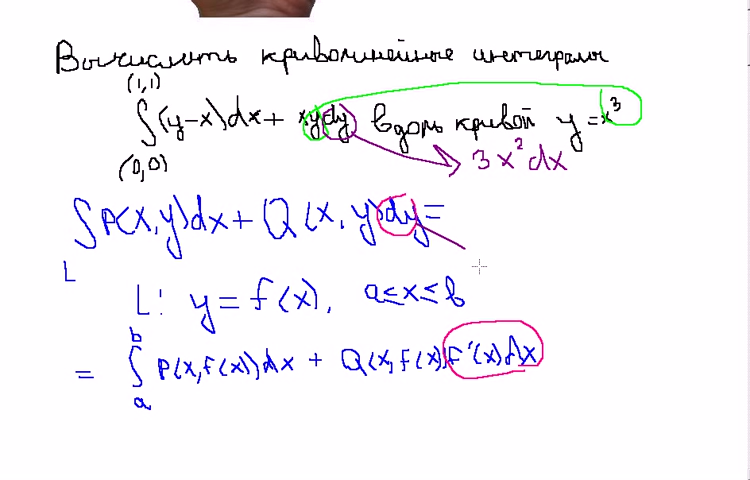 Вычислить криволинейные интегралы
(1,1)
∫(y-x)dx+ xydy вдоль кривой y=x³
(0,0)
3x²dx
∫P(x,y)dx+Q(x,y)dy=
L
L: y=f(x), a≤x≤b
b
= ∫P(x,f(x))dx + Q(x,f(x)f'(x)dx
a